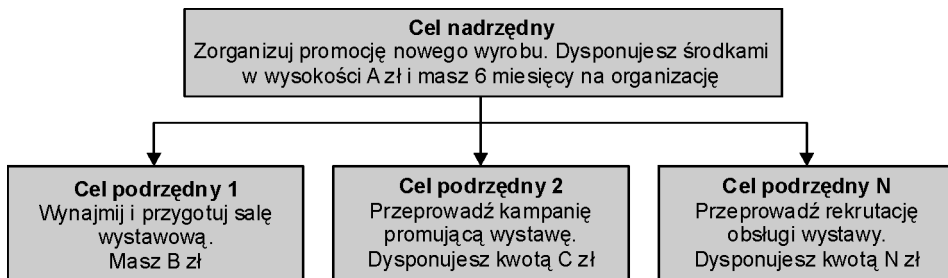 Cel nadrzędny
Zorganizuj promocję nowego wyrobu. Dysponujesz środkami
w wysokości A zł i masz 6 miesięcy na organizację
Cel podrzędny 1
Wynajmij i przygotuj salę
wystawową.
Masz B zł
Cel podrzędny 2
Przeprowadź kampanię
promującą wystawę.
Dysponujesz kwotą C zł
Cel podrzędny N
Przeprowadź rekrutację
obsługi wystawy.
Dysponujesz kwotą N zł